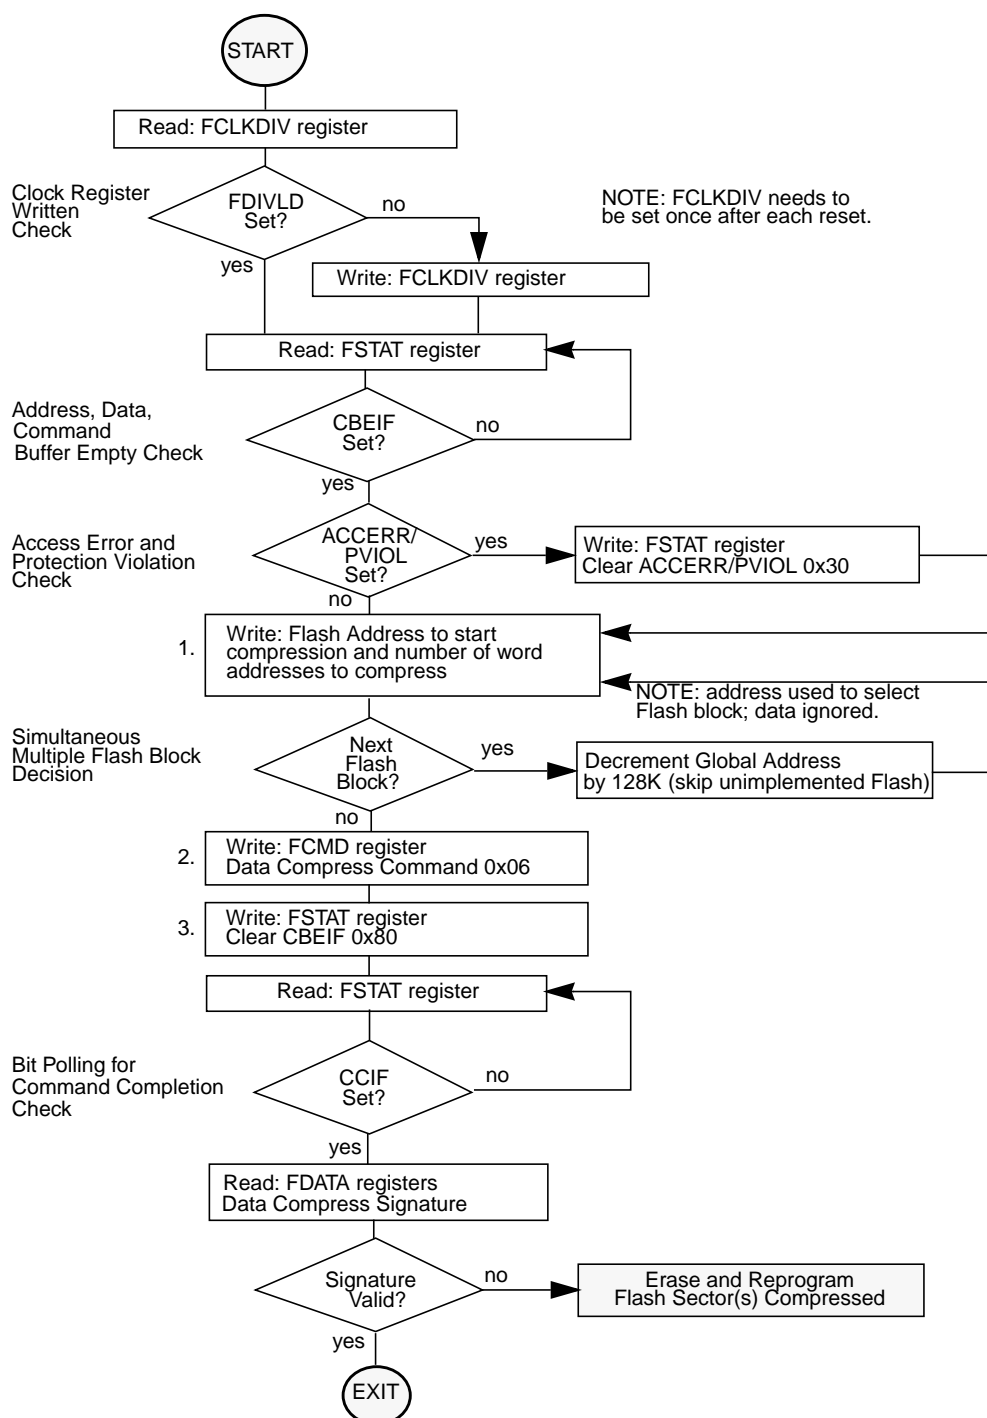 START
Read: FCLKDIV register
Clock Register
Written
Check
FDIVLD
Set?
no
yes
NOTE: FCLKDIV needs to
be set once after each reset.
Write: FCLKDIV register
Read: FSTAT register
Address, Data,
Command
Buffer Empty Check
CBEIF
Set?
no
yes
Access Error and
Protection Violation
Check
ACCERR/
PVIOL
Set?
yes
no
Write: FSTAT register
Clear ACCERR/PVIOL 0x30
1.
Write: Flash Address to start
compression and number of word
addresses to compress
NOTE: address used to select
Flash block; data ignored.
Simultaneous
Multiple Flash Block
Decision
Next
Flash
Block?
yes
no
Decrement Global Address
by 128K (skip unimplemented Flash)
2.
Write: FCMD register
Data Compress Command 0x06
3.
Write: FSTAT register
Clear CBEIF 0x80
Read: FSTAT register
Bit Polling for
Command Completion
Check
CCIF
Set?
no
yes
Read: FDATA registers
Data Compress Signature
Signature
Valid?
no
yes
Erase and Reprogram
Flash Sector(s) Compressed
EXIT